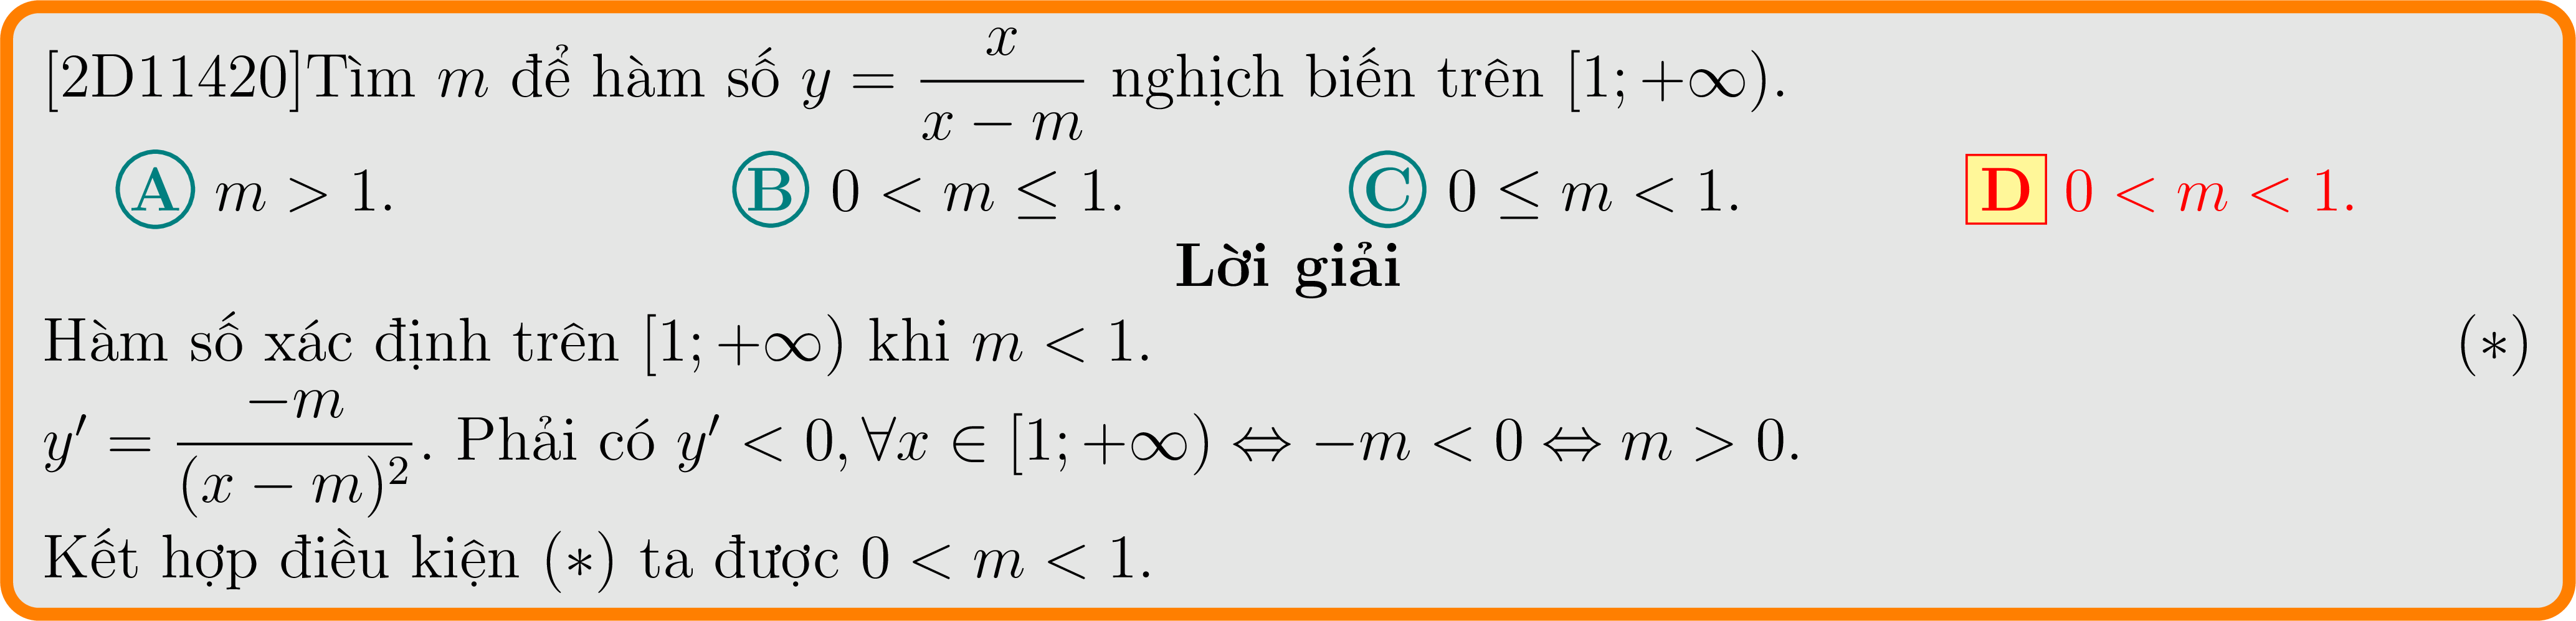 [2D11420]Tìm $m$ để hàm số $y = \dfrac{x}{x-m}$ nghịch biến trên $[1;+\infty)$.
Ⓐ $m > 1$. Ⓑ $0 < m \leq 1$. Ⓒ $0 \leq m < 1$. D $0 < m < 1$.
Lời giải
Hàm số xác định trên $[1;+\infty)$ khi $m < 1$. $(*)$
$y' = \dfrac{-m}{(x-m)^2}$. Phải có $y' < 0, \forall x \in [1;+\infty) \Leftrightarrow -m < 0 \Leftrightarrow m > 0$.
Kết hợp điều kiện $(*)$ ta được $0 < m < 1$.